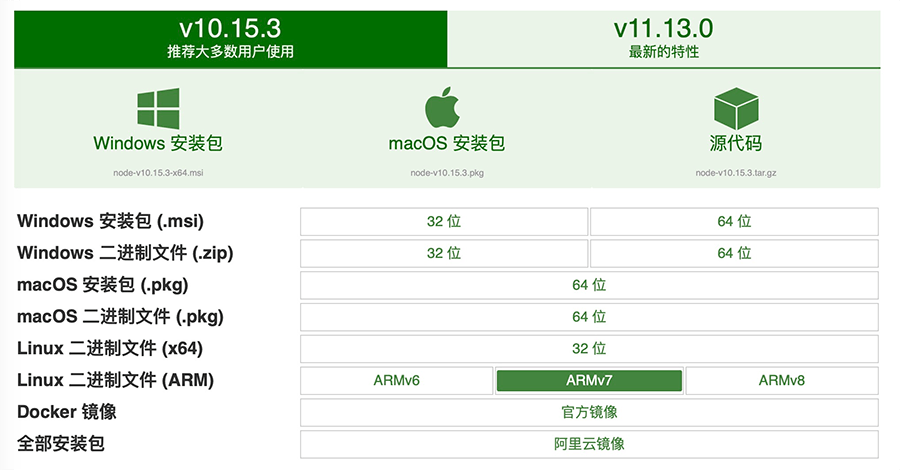 v10.15.3
推荐大多数用户使用
v11.13.0
最新的特性
Windows 安装包
node-v10.15.3-x64.msi
macOS 安装包
node-v10.15.3.pkg
源代码
node-v10.15.3.tar.gz
Windows 安装包 (.msi) 32 位 64 位
Windows 二进制文件 (.zip) 32 位 64 位
macOS 安装包 (.pkg) 64 位
macOS 二进制文件 (.pkg) 64 位
Linux 二进制文件 (x64) 32 位
Linux 二进制文件 (ARM) ARMv6 ARMv7 ARMv8
Docker 镜像 官方镜像
全部安装包 阿里云镜像